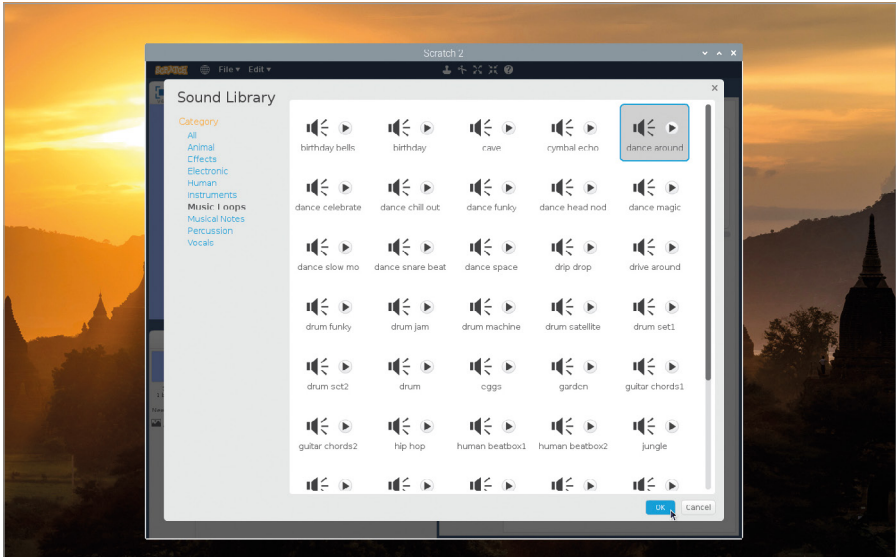 Scratch 2
SCRATCH File Edit
Sound Library
Category
All
Animal
Effects
Electronic
Human
Instruments
Music Loops
Musical Notes
Percussion
Vocals
birthday bells birthday cave cymbal echo dance around
dance celebrate dance chill out dance funky dance head nod dance magic
dance slow mo dance snare beat dance space drip drop drive around
drum funky drum jam drum machine drum satellite drum set1
drum set2 drum eggs garden guitar chords1
guitar chords2 hip hop human beatbox1 human beatbox2 jungle
OK Cancel